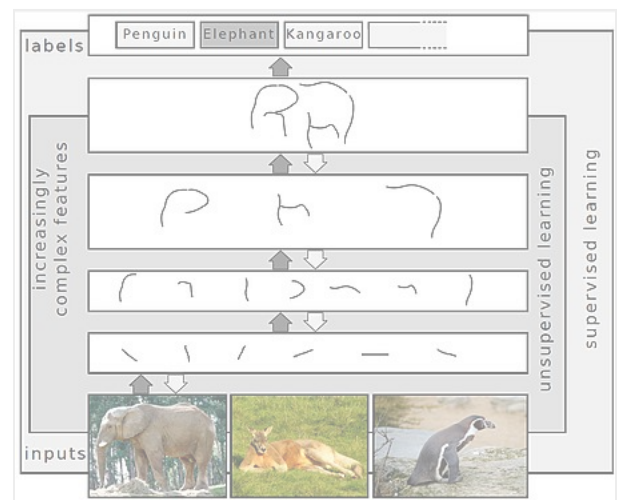 labels
Penguin
Elephant
Kangaroo
increasingly
complex features
unsupervised learning
supervised learning
inputs